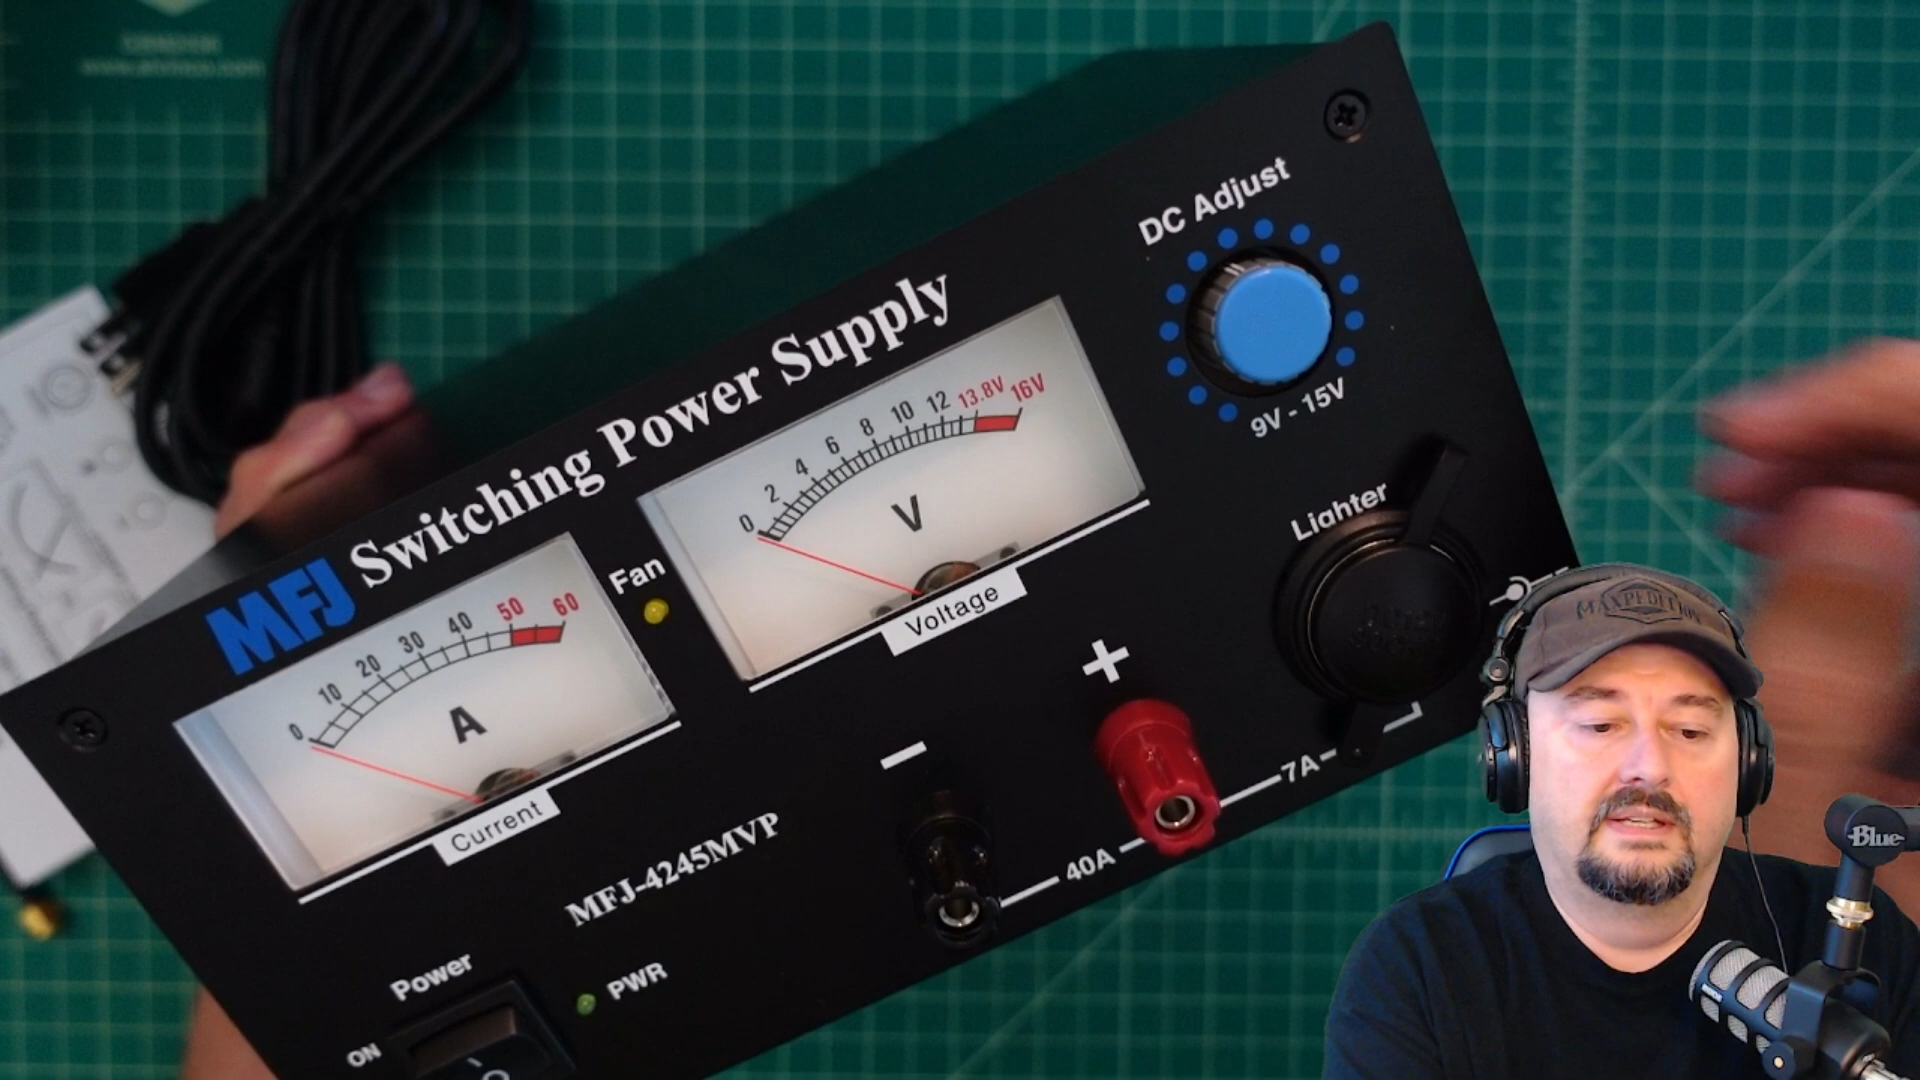 MFJ Switching Power Supply
DC Adjust
9V - 15V
0 2 4 6 8 10 12 13.8V 16V
V
Voltage
Fan
0 10 20 30 40 50 60
A
Current
Lighter
+
−
7A
40A
MFJ-4245MVP
Power
PWR
ON
MAXPEDITION
Blue